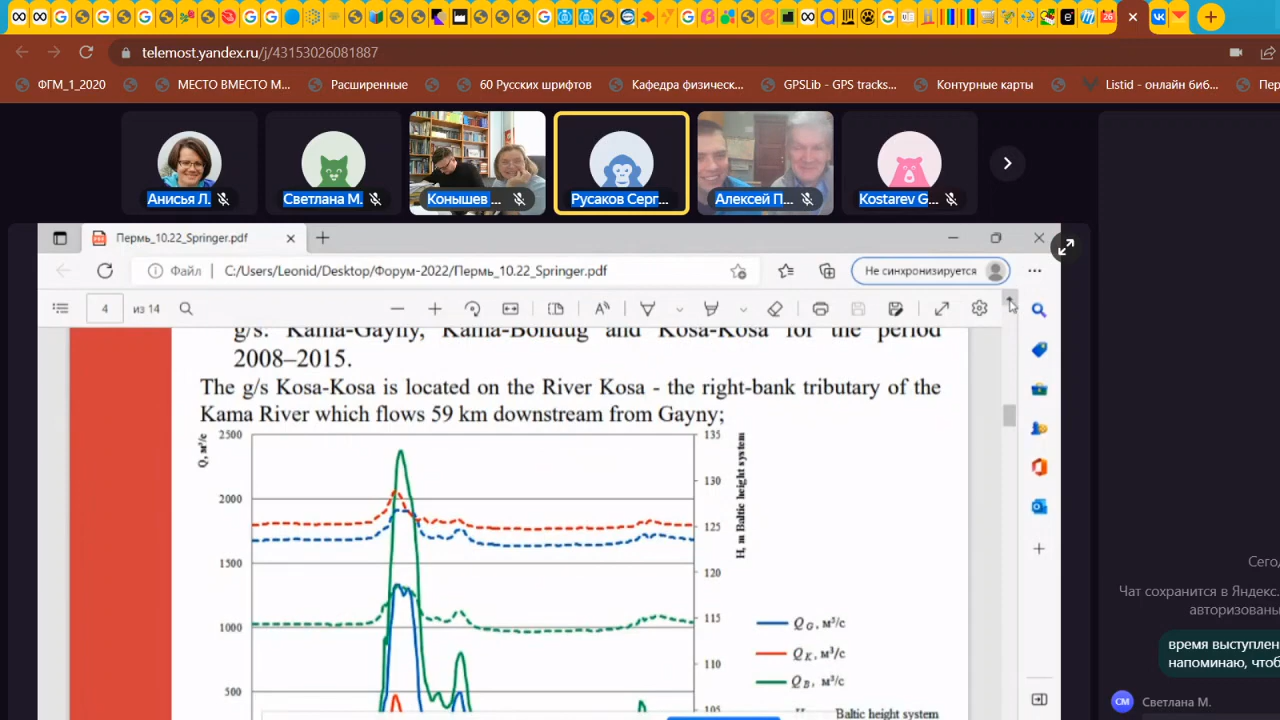 telemost.yandex.ru/j/43153026081887
ФГМ_1_2020
МЕСТО ВМЕСТО М...
Расширенные
60 Русских шрифтов
Кафедра физическ...
GPSLib - GPS tracks...
Контурные карты
Listid - онлайн биб...
Пер
Анисья Л.
Светлана М.
Конышев ...
Русаков Серг...
Алексей П...
Kostarev G...
Пермь_10.22_Springer.pdf
Файл
C:/Users/Leonid/Desktop/Форум-2022/Пермь_10.22_Springer.pdf
Не синхронизируется
4
из 14
g/s: Kama-Gayny, Kama-Bondug and Kosa-Kosa for the period
2008–2015.
The g/s Kosa-Kosa is located on the River Kosa - the right-bank tributary of the
Kama River which flows 59 km downstream from Gayny;
Q, м³/с
2500
2000
1500
1000
500
135
130
125
120
115
110
105
H, m Baltic height system
Q G, м³/с
Q K, м³/с
Q B, м³/с
Baltic height system
Сего
Чат сохранится в Яндекс.
авторизованы
время выступлен
напоминаю, чтоб
СМ
Светлана М.